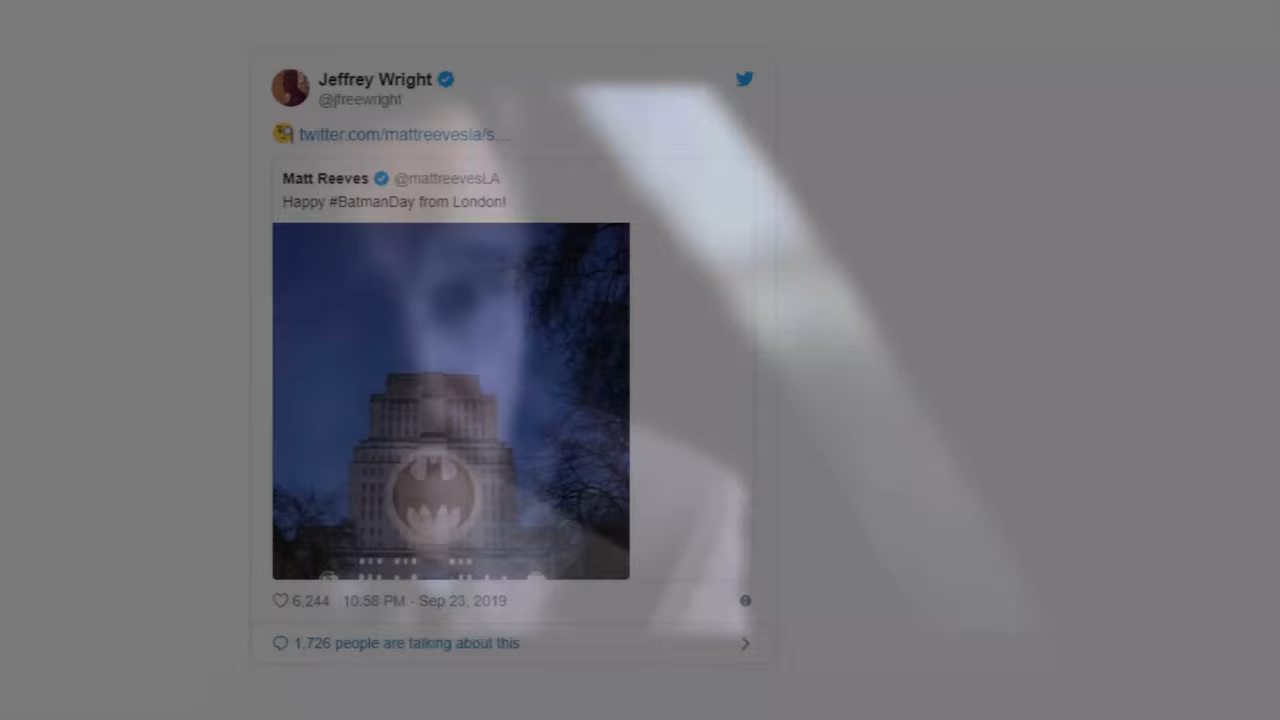 Jeffrey Wright
@jfreewright
twitter.com/mattreevesla/s...
Matt Reeves @mattreevesLA
Happy #BatmanDay from London!
6,244 10:58 PM - Sep 23, 2019
1,726 people are talking about this